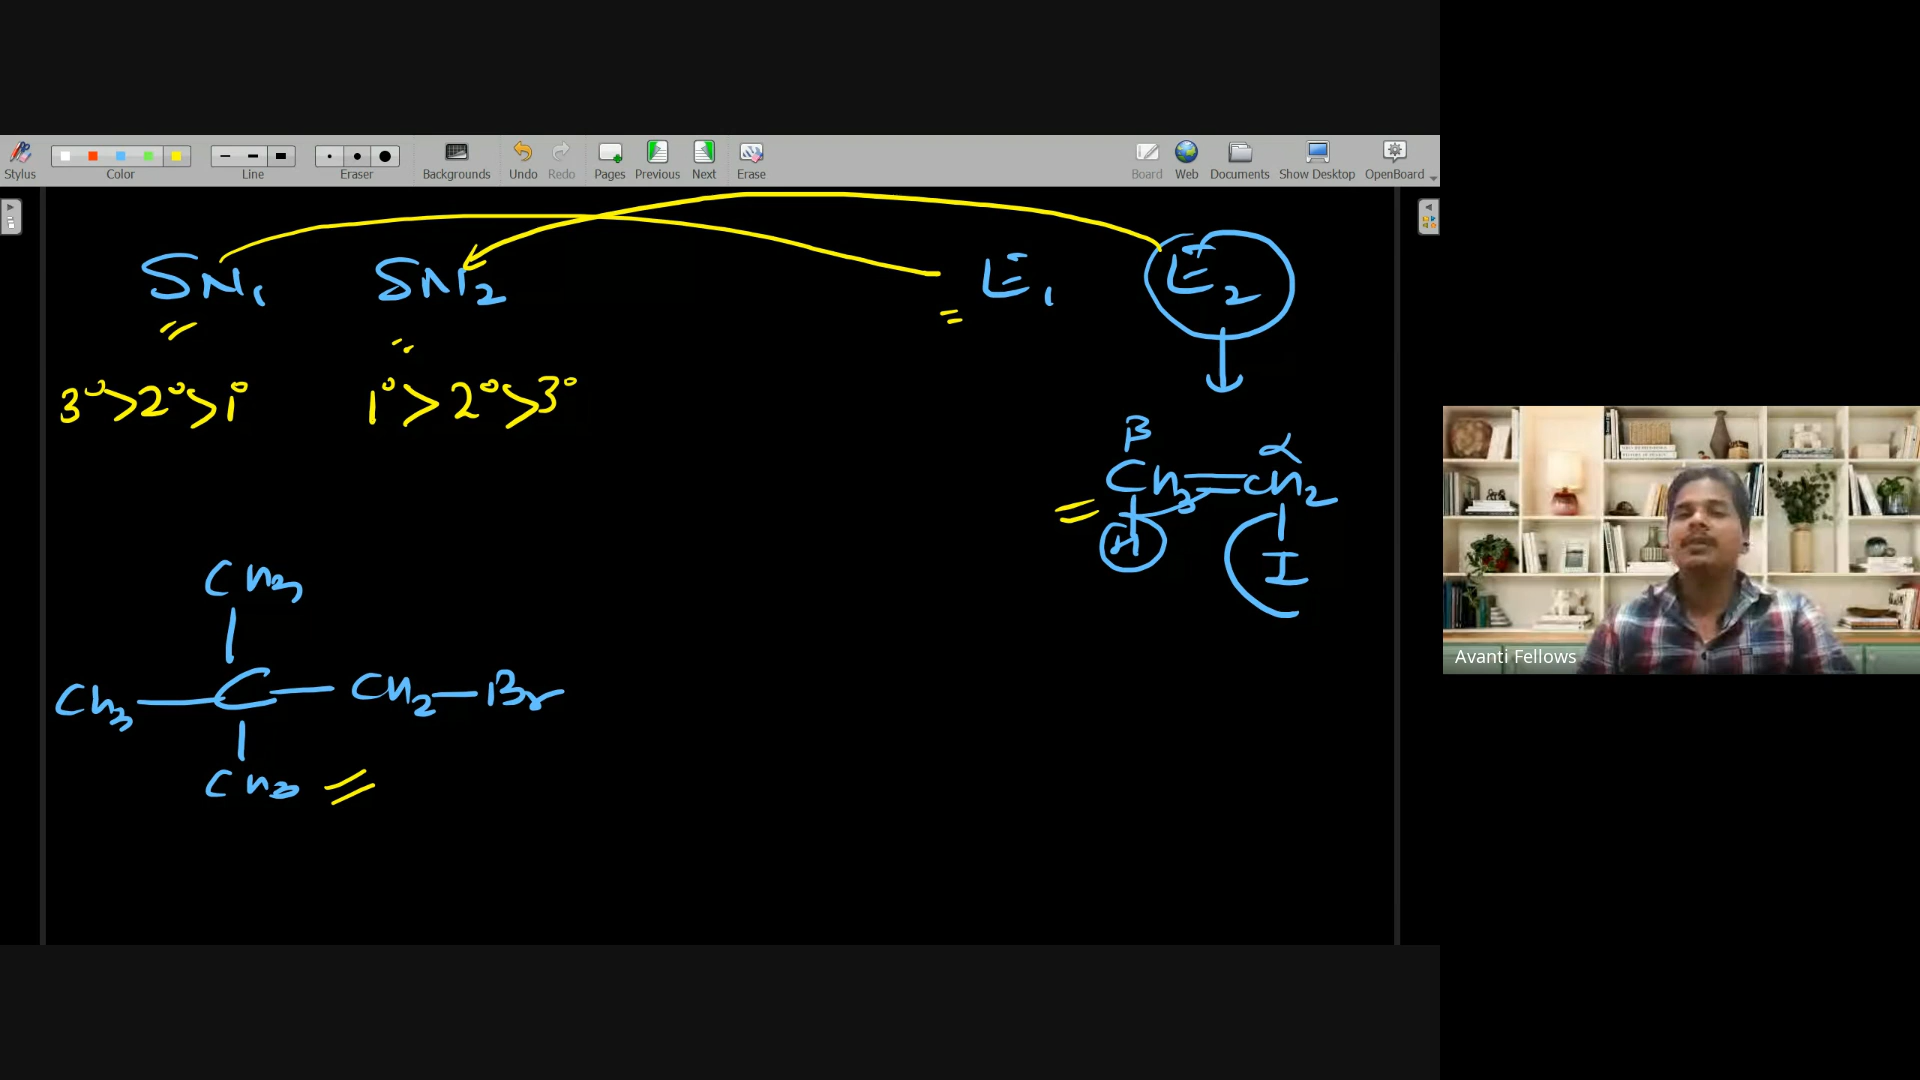 Stylus Color Line Eraser Backgrounds Undo Redo Pages Previous Next Erase Board Web Documents Show Desktop OpenBoard
SN1 SN2 E1 E2
3° > 2° > 1° 1° > 2° > 3°
β α
CH3 = CH2
H I
CH3
CH3 — C — CH2 — Br
CH3
Avanti Fellows